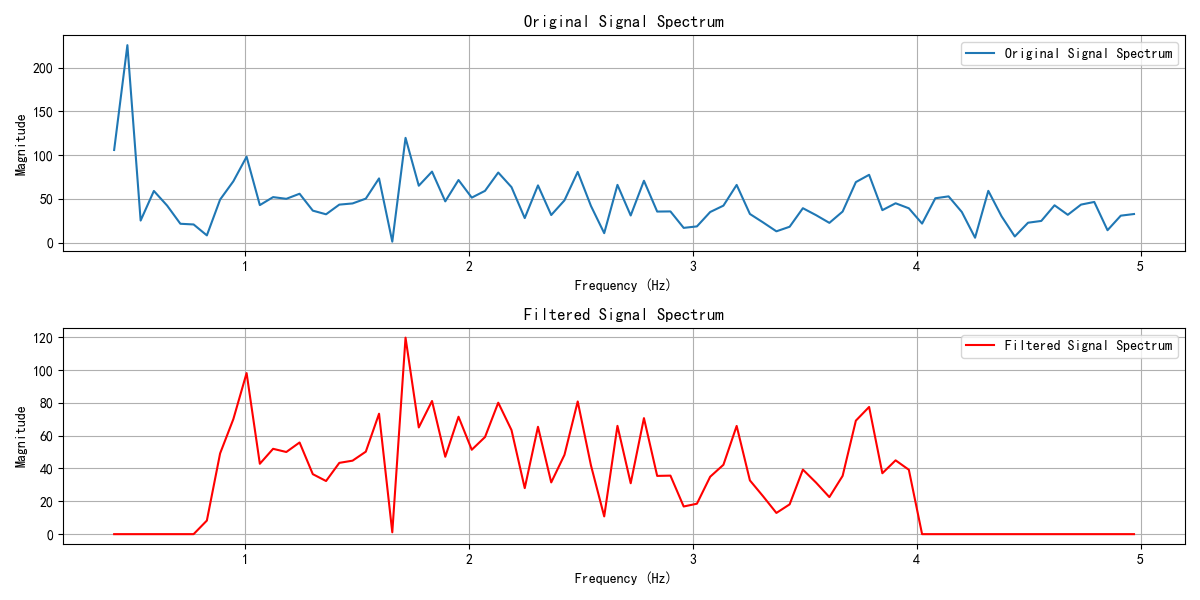 Original Signal Spectrum
Original Signal Spectrum
200
150
100
50
0
Magnitude
1 2 3 4 5
Frequency (Hz)
Filtered Signal Spectrum
Filtered Signal Spectrum
120
100
80
60
40
20
0
Magnitude
1 2 3 4 5
Frequency (Hz)